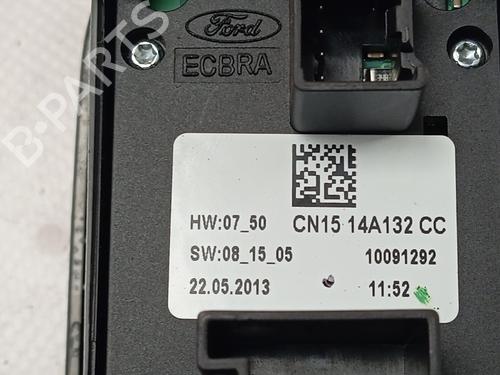 Ford
ECBRA
B-PARTS
HW:07_50 CN15 14A132 CC
SW:08_15_05 10091292
22.05.2013 11:52